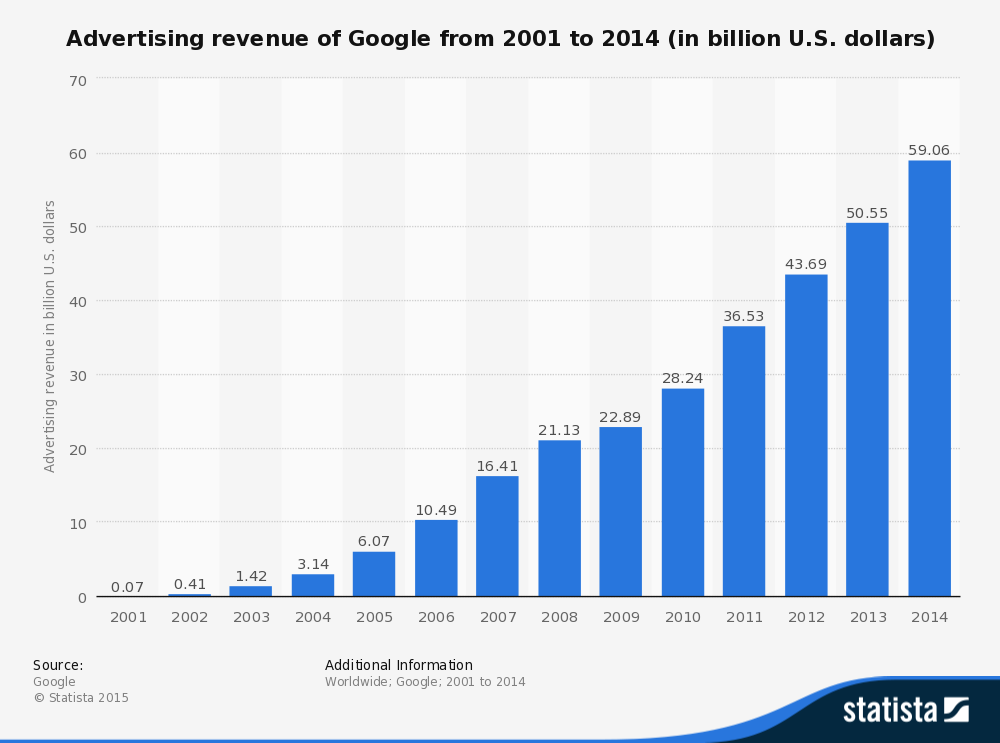 Advertising revenue of Google from 2001 to 2014 (in billion U.S. dollars)
Advertising revenue in billion U.S. dollars
70
60
50
40
30
20
10
0
0.07
0.41
1.42
3.14
6.07
10.49
16.41
21.13
22.89
28.24
36.53
43.69
50.55
59.06
2001 2002 2003 2004 2005 2006 2007 2008 2009 2010 2011 2012 2013 2014
Source:
Google
© Statista 2015
Additional Information
Worldwide; Google; 2001 to 2014
statista